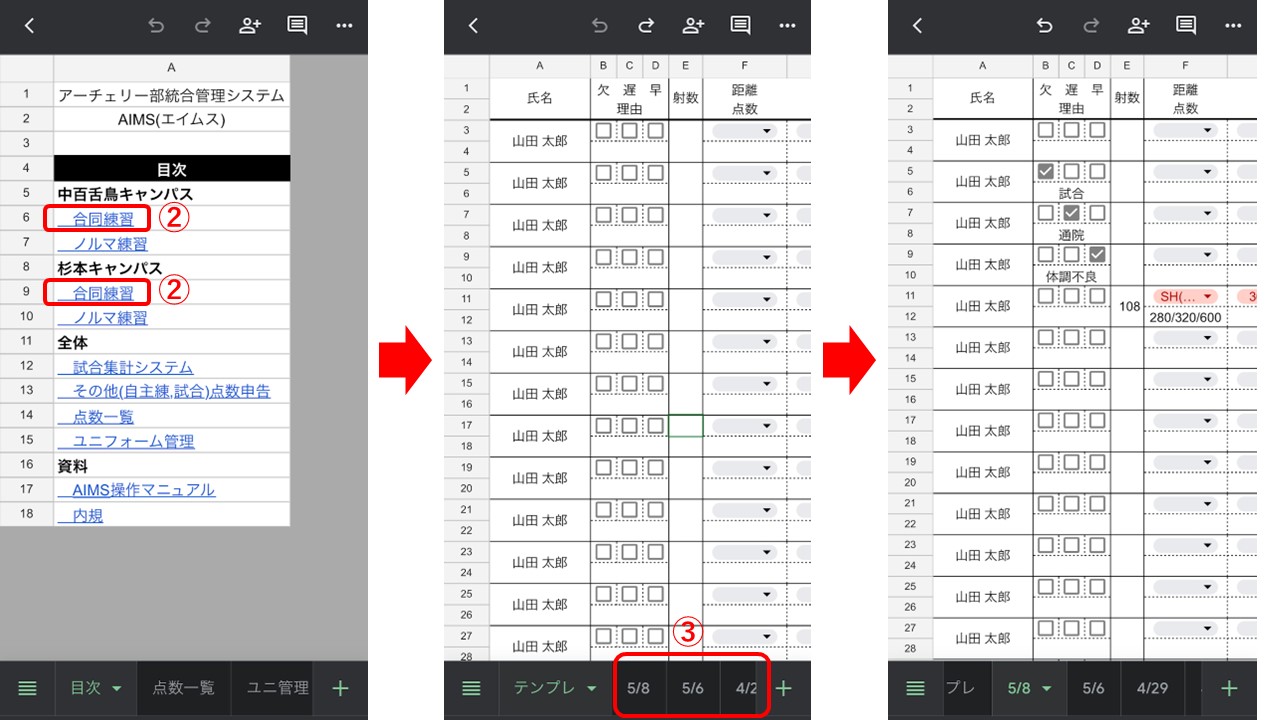 A
1 アーチェリー部統合管理システム
2 AIMS(エイムス)
3
4 目次
5 中百舌鳥キャンパス
6 合同練習 ②
7 ノルマ練習
8 杉本キャンパス
9 合同練習 ②
10 ノルマ練習
11 全体
12 試合集計システム
13 その他(自主練,試合)点数申告
14 点数一覧
15 ユニフォーム管理
16 資料
17 AIMS操作マニュアル
18 内規
目次 点数一覧 ユニ管理
A B C D E F
1 氏名 欠 遅 早 射数 距離
2 理由 点数
3 山田 太郎
4
5 山田 太郎
6
7 山田 太郎
8
9 山田 太郎
10
11 山田 太郎
12
13 山田 太郎
14
15 山田 太郎
16
17 山田 太郎
18
19 山田 太郎
20
21 山田 太郎
22
23 山田 太郎
24
25 山田 太郎
26
27 山田 太郎
28
③
テンプレ 5/8 5/6 4/2
A B C D E F
1 氏名 欠 遅 早 射数 距離
2 理由 点数
3 山田 太郎
4
5 山田 太郎
6 試合
7 山田 太郎
8 通院
9 山田 太郎
10 体調不良
11 山田 太郎 108 SH(... 3
12 280/320/600
13 山田 太郎
14
15 山田 太郎
16
17 山田 太郎
18
19 山田 太郎
20
21 山田 太郎
22
23 山田 太郎
24
25 山田 太郎
26
27 山田 太郎
28
プレ 5/8 5/6 4/29